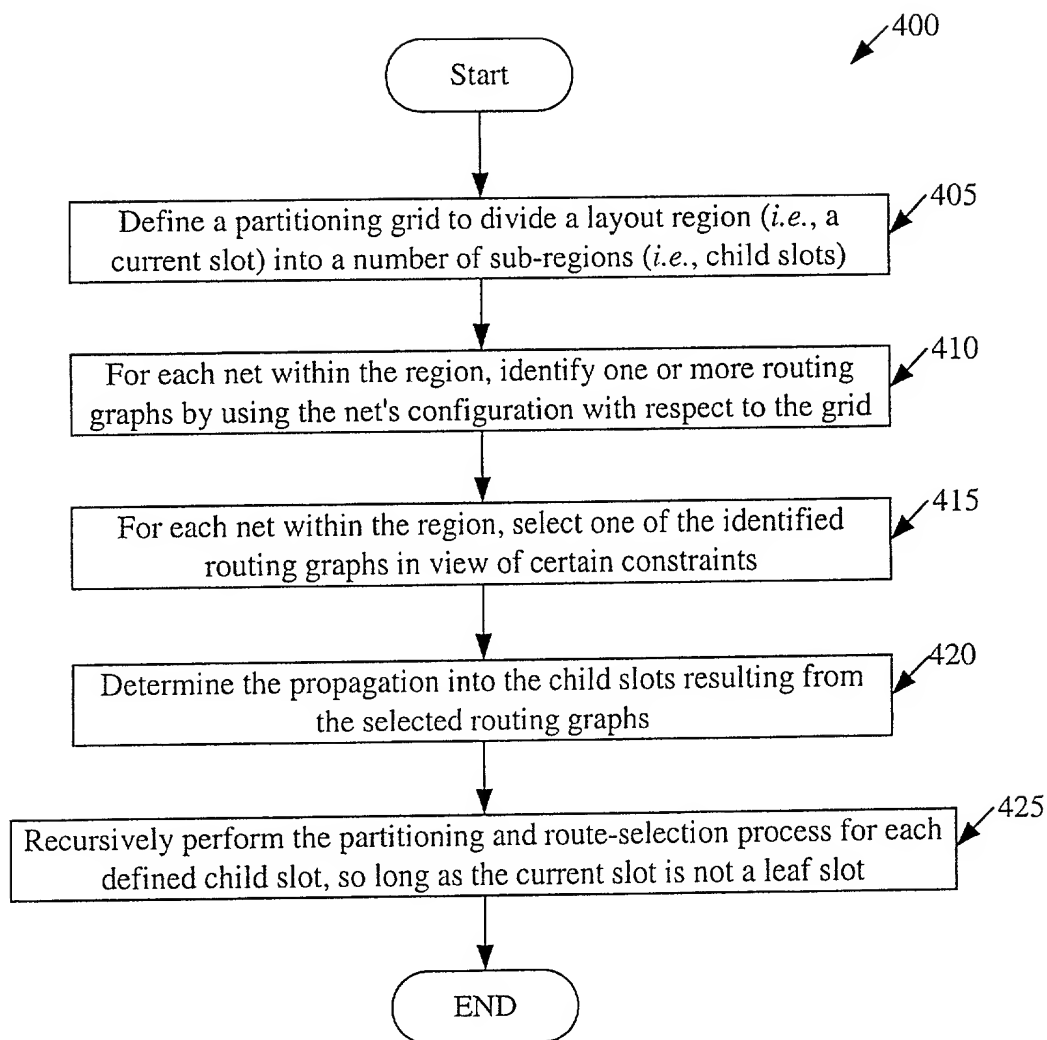 400
Start
405
Define a partitioning grid to divide a layout region (i.e., a
current slot) into a number of sub-regions (i.e., child slots)
410
For each net within the region, identify one or more routing
graphs by using the net's configuration with respect to the grid
415
For each net within the region, select one of the identified
routing graphs in view of certain constraints
420
Determine the propagation into the child slots resulting from
the selected routing graphs
425
Recursively perform the partitioning and route-selection process for each
defined child slot, so long as the current slot is not a leaf slot
END